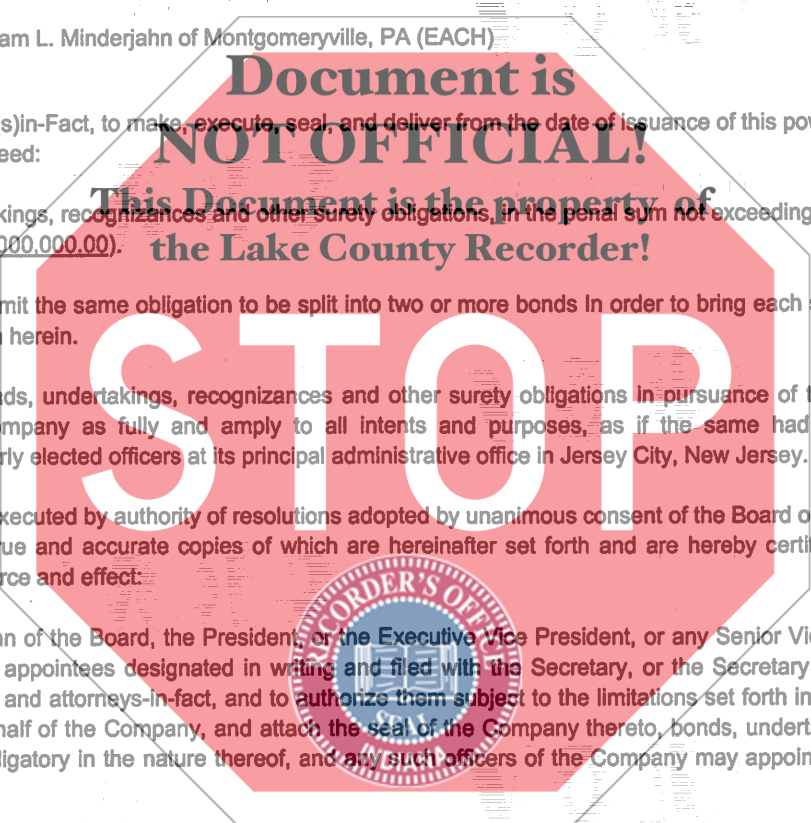 am L. Minderjahn of Montgomeryville, PA (EACH)
Document is
(s)in-Fact, to make, execute, seal, and deliver from the date of issuance of this pow
NOT OFFICIAL!
eed:
This Document is the property of
kings, recognizances and other surety obligations, in the penal sum not exceeding
000,000.00).
the Lake County Recorder!
mit the same obligation to be split into two or more bonds In order to bring each s
herein.
STOP
nds, undertakings, recognizances and other surety obligations in pursuance of t
ompany as fully and amply to all intents and purposes, as if the same had
rly elected officers at its principal administrative office in Jersey City, New Jersey.
xecuted by authority of resolutions adopted by unanimous consent of the Board o
rue and accurate copies of which are hereinafter set forth and are hereby certi
rce and effect:
RECORDER'S OFFICE
an of the Board, the President, or the Executive Vice President, or any Senior Vi
appointees designated in writing and filed with the Secretary, or the Secretary
and attorneys-in-fact, and to authorize them subject to the limitations set forth in
half of the Company, and attach the seal of the Company thereto, bonds, undert
SEAL
ligatory in the nature thereof, and any such officers of the Company may appoin
INDIANA